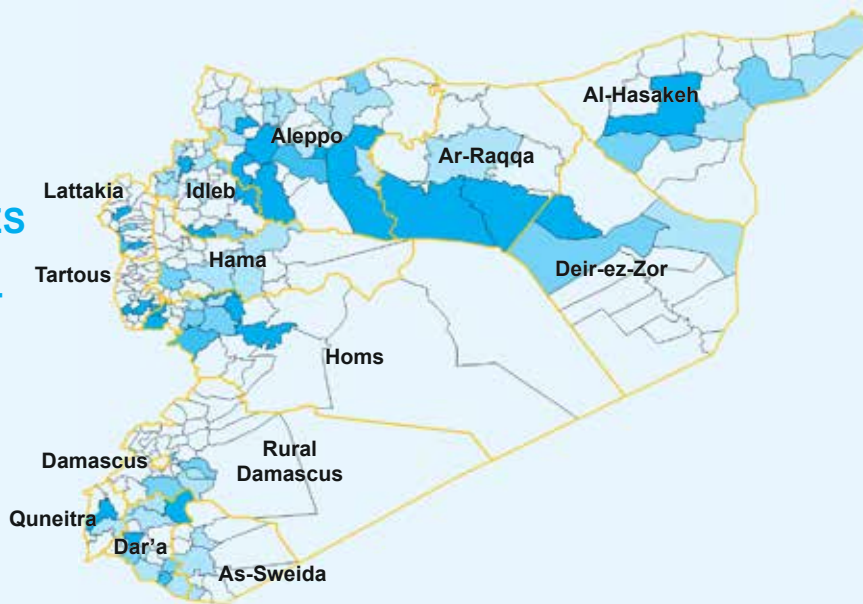 Al-Hasakeh
Aleppo
Ar-Raqqa
Lattakia
Idleb
ES
Hama
Tartous
Deir-ez-Zor
Homs
Rural
Damascus
Damascus
Quneitra
Dar'a
As-Sweida